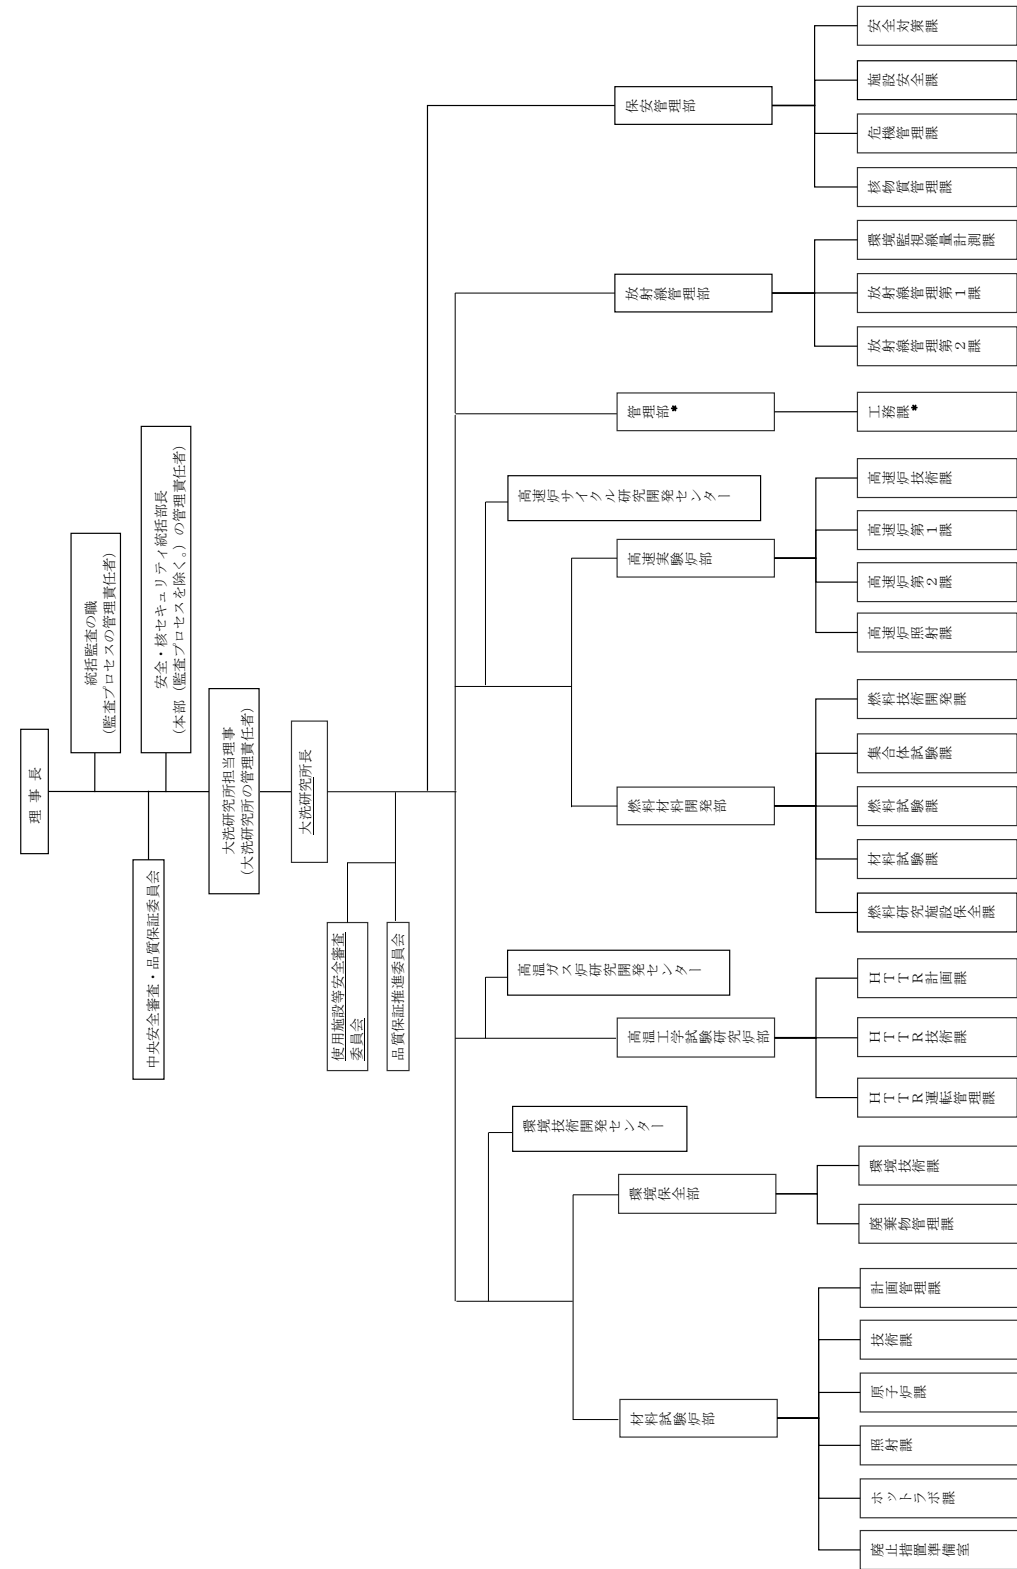 理事長
統括監査の職
(監査プロセスの管理責任者)
安全・核セキュリティ統括部長
(本部（監査プロセスを除く。）の管理責任者)
中央安全審査・品質保証委員会
大洗研究所担当理事
(大洗研究所の管理責任者)
大洗研究所長
使用施設等安全審査
委員会
品質保証推進委員会
保安管理部
安全対策課
施設安全課
危機管理課
核物質管理課
放射線管理部
環境監視線量計測課
放射線管理第1課
放射線管理第2課
管理部*
工務課*
高速炉サイクル研究開発センター
高速実験炉部
高速炉技術課
高速炉第1課
高速炉第2課
高速炉照射課
燃料材料開発部
燃料技術開発課
集合体試験課
燃料試験課
材料試験課
燃料研究施設保全課
高温ガス炉研究開発センター
高温工学試験研究炉部
HTTR計画課
HTTR技術課
HTTR運転管理課
環境技術開発センター
環境保全部
環境技術課
廃棄物管理課
材料試験炉部
計画管理課
技術課
原子炉課
照射課
ホットラボ課
廃止措置準備室